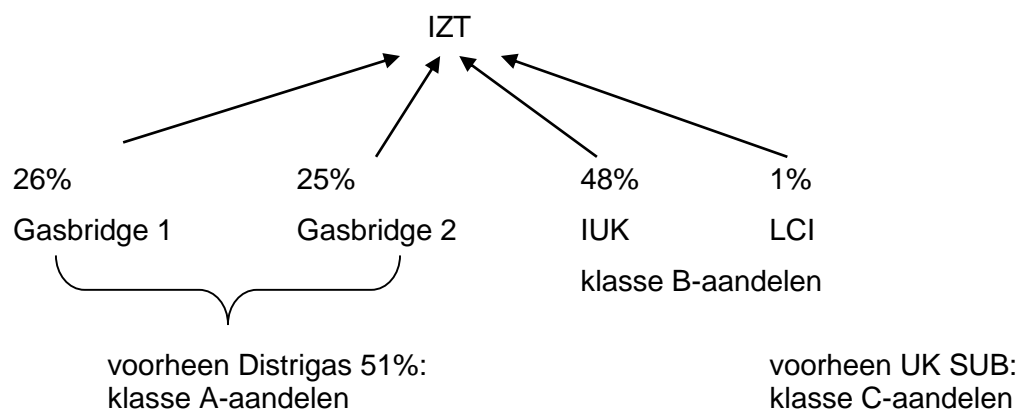 IZT
26% 25% 48% 1%
Gasbridge 1 Gasbridge 2 IUK LCI
klasse B-aandelen
voorheen Distrigas 51%: voorheen UK SUB:
klasse A-aandelen klasse C-aandelen